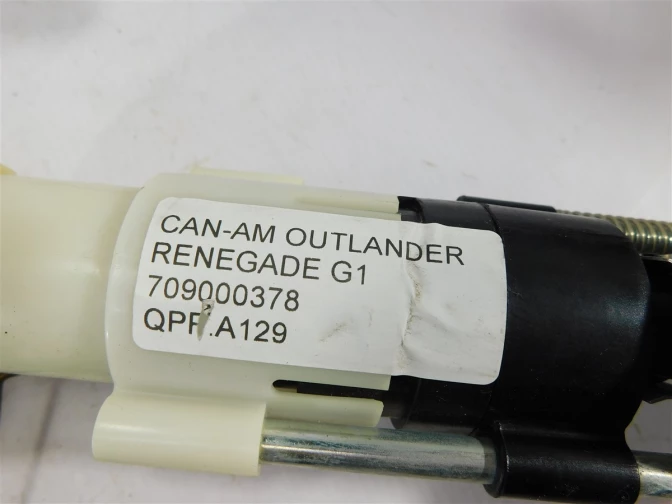 CAN-AM OUTLANDER
RENEGADE G1
709000378
QPF.A129